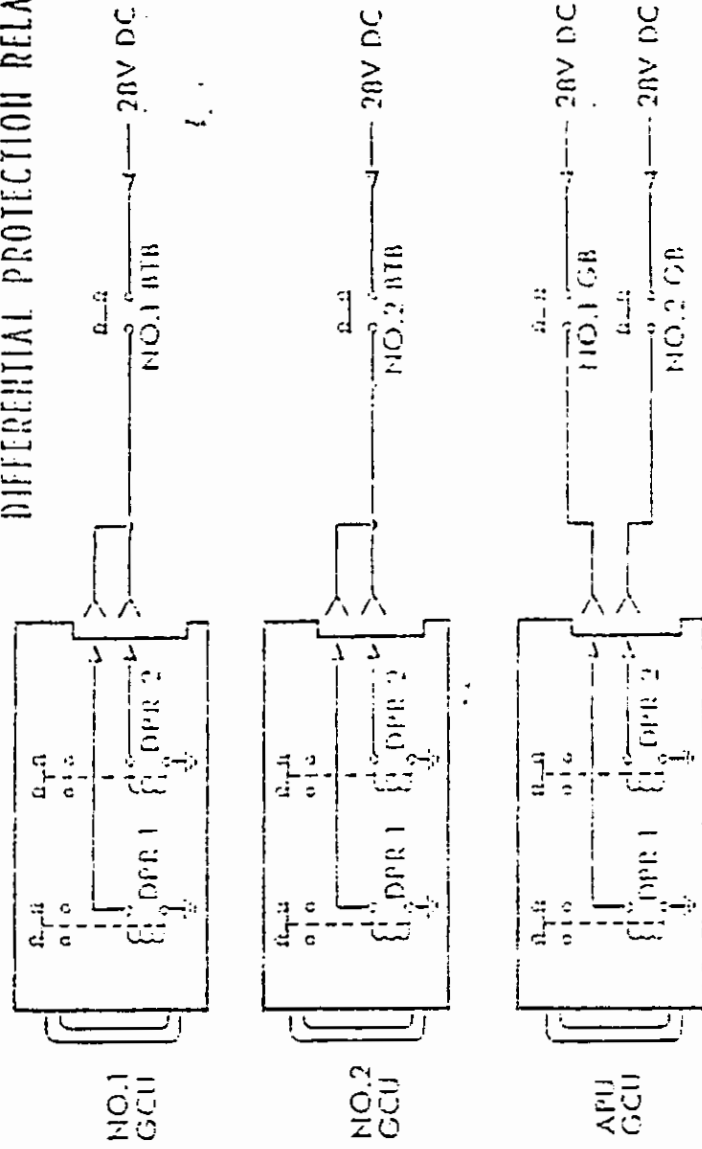 DIFFERENTIAL PROTECTION RELA
28V DC
NO.1 BTB
DPR 1
DPR 2
NO.1
GCU
28V DC
NO.2 BTB
DPR 1
DPR 2
NO.2
GCU
28V DC
NO.1 GB
28V DC
NO.2 GB
DPR 1
DPR 2
APU
GCU